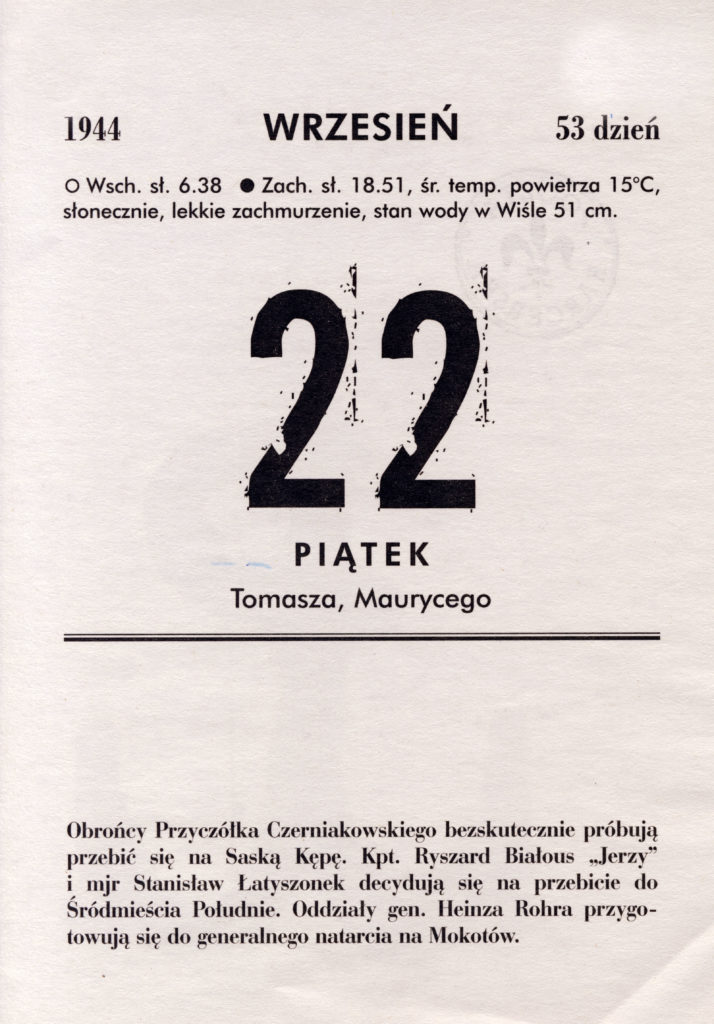 1944 WRZESIEŃ 53 dzień
○ Wsch. sł. 6.38 ● Zach. sł. 18.51, śr. temp. powietrza 15°C,
słonecznie, lekkie zachmurzenie, stan wody w Wiśle 51 cm.
22
PIĄTEK
Tomasza, Maurycego
Obrońcy Przyczółka Czerniakowskiego bezskutecznie próbują
przebić się na Saską Kępę. Kpt. Ryszard Białous „Jerzy”
i mjr Stanisław Łatyszonek decydują się na przebicie do
Śródmieścia Południe. Oddziały gen. Heinza Rohra przygo-
towują się do generalnego natarcia na Mokotów.